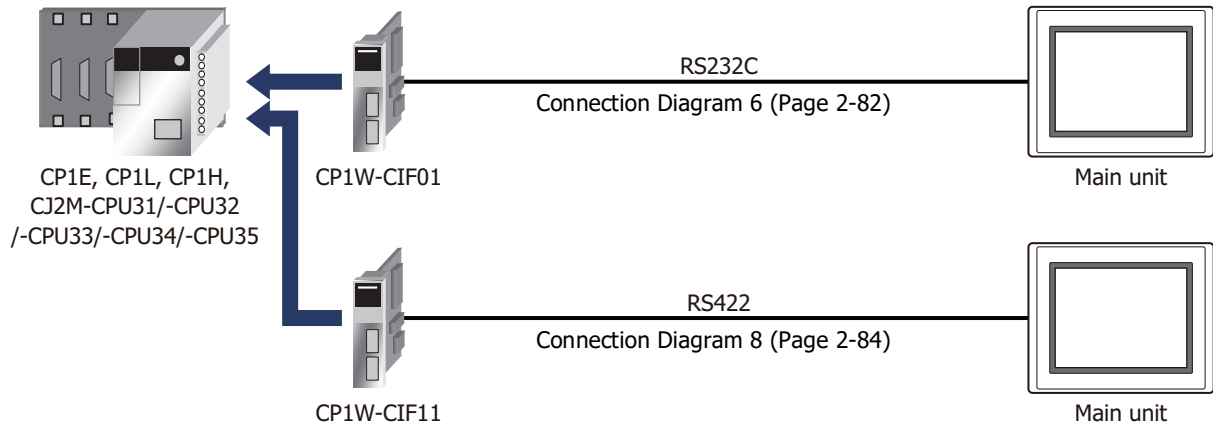 RS232C
Connection Diagram 6 (Page 2-82)
CP1E, CP1L, CP1H,
CJ2M-CPU31/-CPU32
/-CPU33/-CPU34/-CPU35
CP1W-CIF01
Main unit
RS422
Connection Diagram 8 (Page 2-84)
CP1W-CIF11
Main unit